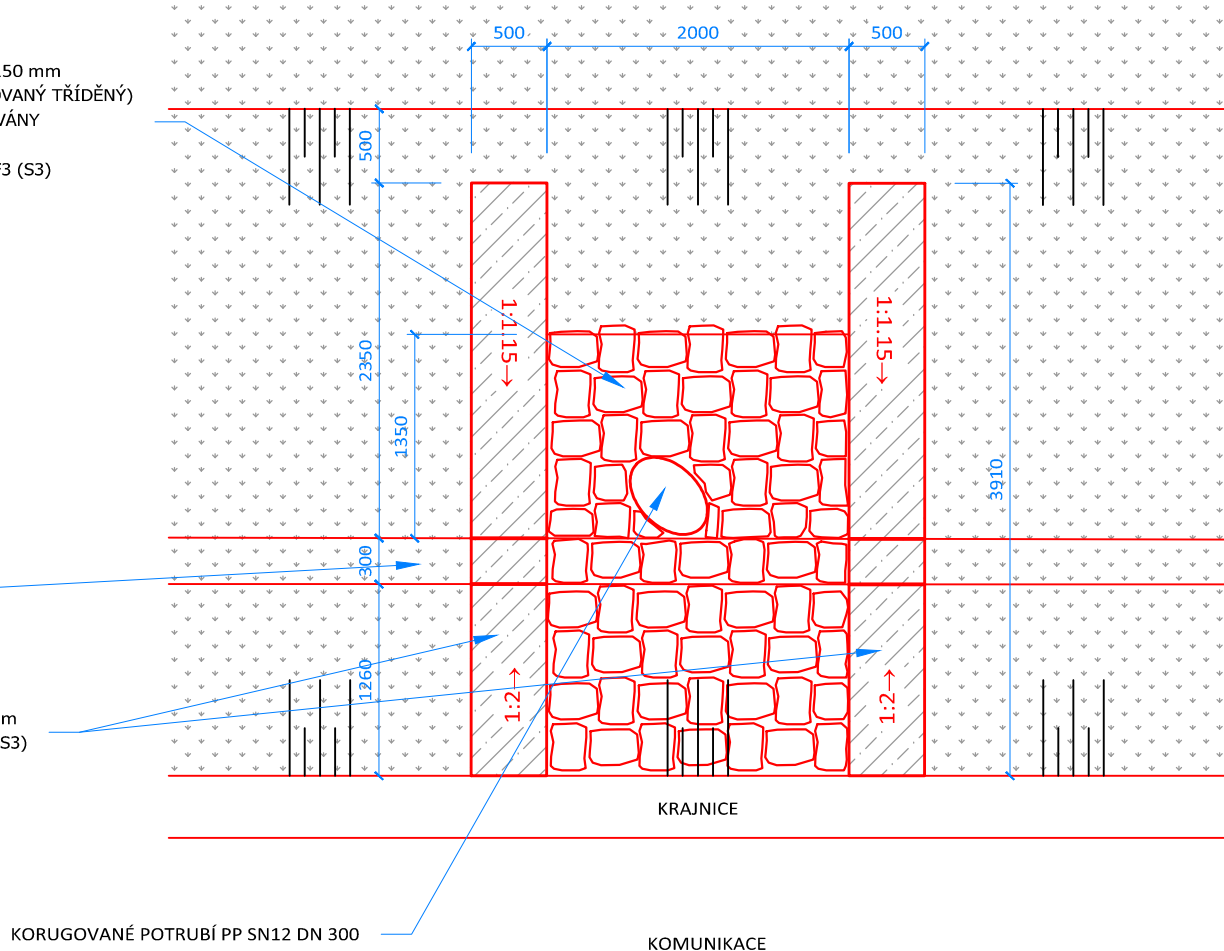 500
2000
500
50 mm
OVANÝ TŘÍDĚNÝ)
VÁNY
F3 (S3)
500
1:1.15→
1:1.15→
2350
1350
3910
300
1260
1:2→
1:2→
m
S3)
KRAJNICE
KORUGOVANÉ POTRUBÍ PP SN12 DN 300
KOMUNIKACE